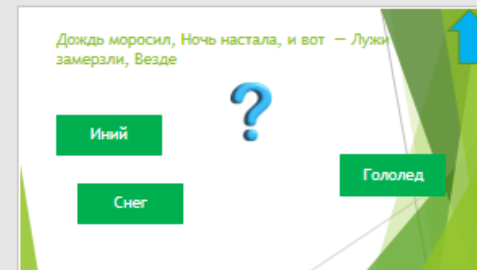 Дождь моросил, Ночь настала, и вот — Лужи
замерзли, Везде
?
Иний
Гололед
Снег